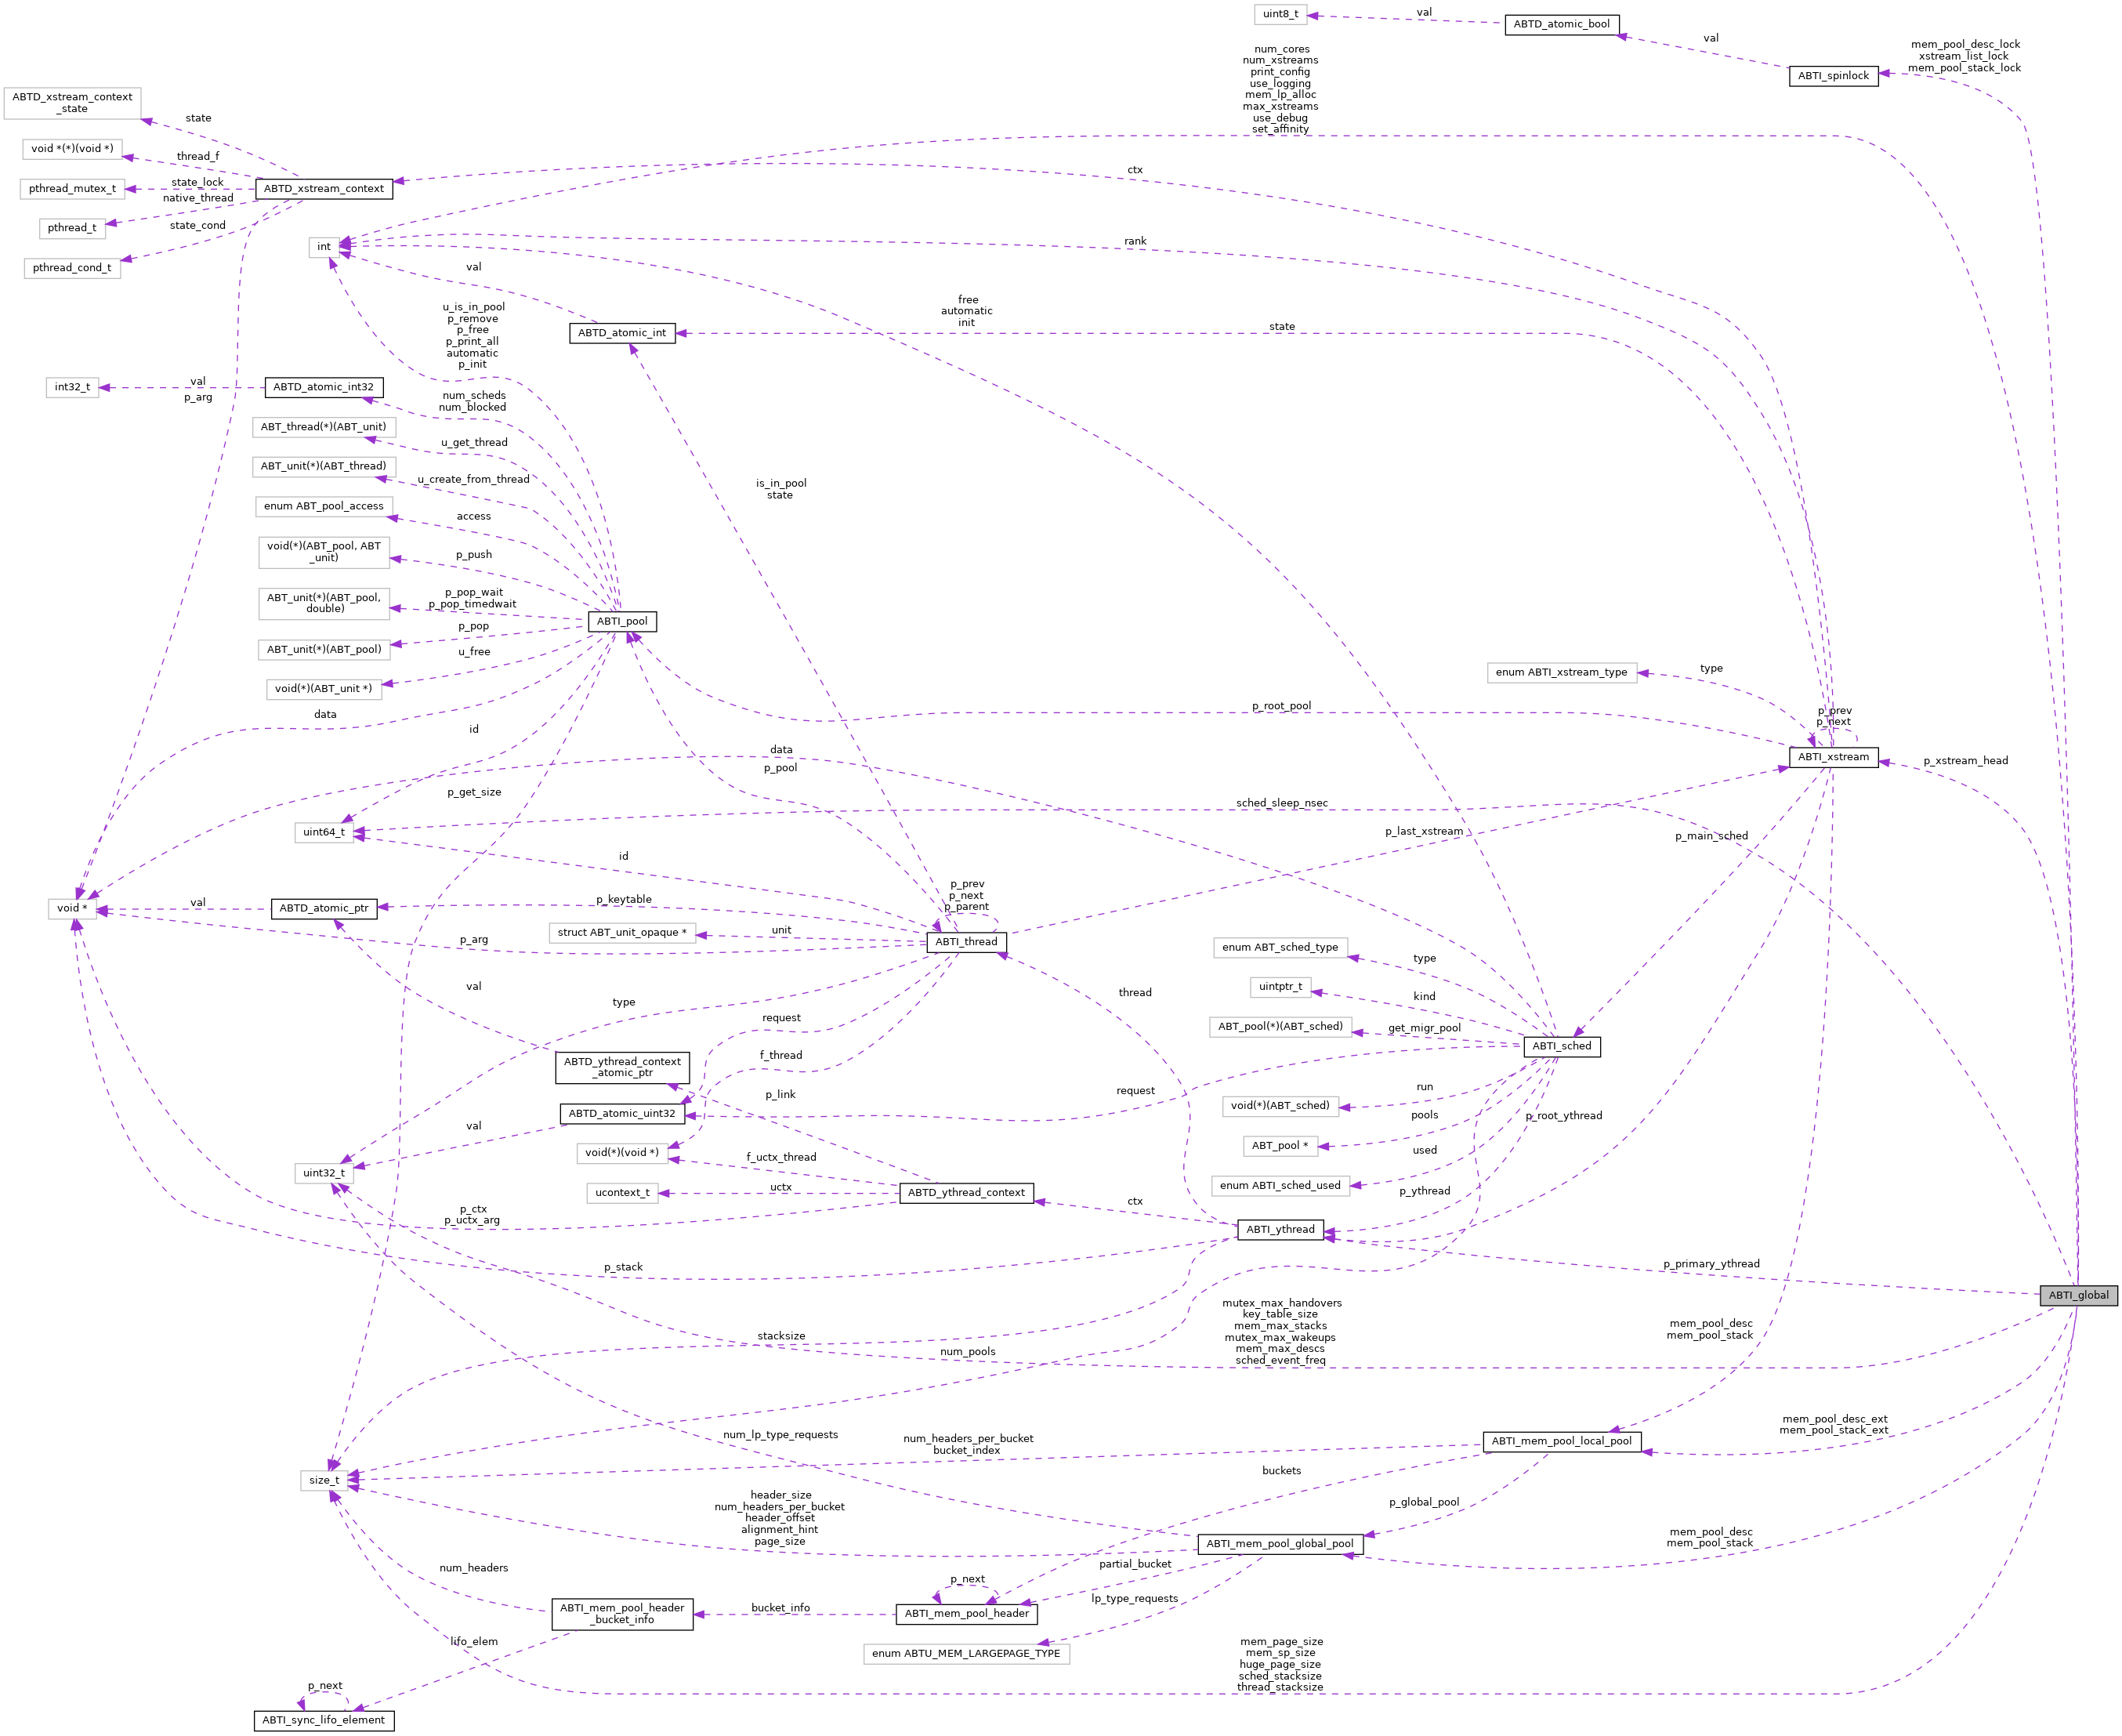 uint8_t
val
ABTD_atomic_bool
val
mem_pool_desc_lock
xstream_list_lock
mem_pool_stack_lock
ABTI_spinlock
num_cores
num_xstreams
print_config
use_logging
mem_lp_alloc
max_xstreams
use_debug
set_affinity
ABTD_xstream_context
_state
state
void *(*)(void *)
thread_f
pthread_mutex_t
state_lock
ABTD_xstream_context
native_thread
pthread_t
state_cond
pthread_cond_t
ctx
int
rank
val
free
automatic
init
u_is_in_pool
p_remove
p_free
p_print_all
automatic
p_init
ABTD_atomic_int
state
int32_t
val
p_arg
ABTD_atomic_int32
num_scheds
num_blocked
ABT_thread(*)(ABT_unit)
u_get_thread
ABT_unit(*)(ABT_thread)
u_create_from_thread
is_in_pool
state
enum ABT_pool_access
access
void(*)(ABT_pool, ABT
_unit)
p_push
ABT_unit(*)(ABT_pool,
double)
p_pop_wait
p_pop_timedwait
ABTI_pool
ABT_unit(*)(ABT_pool)
p_pop
void(*)(ABT_unit *)
u_free
enum ABTI_xstream_type
type
data
id
p_root_pool
p_prev
p_next
ABTI_xstream
data
p_pool
p_xstream_head
p_get_size
sched_sleep_nsec
uint64_t
p_last_xstream
p_main_sched
id
void *
val
ABTD_atomic_ptr
p_keytable
p_prev
p_next
p_parent
struct ABT_unit_opaque *
unit
p_arg
ABTI_thread
enum ABT_sched_type
type
val
uintptr_t
kind
type
thread
request
ABT_pool(*)(ABT_sched)
get_migr_pool
ABTI_sched
ABTD_ythread_context
_atomic_ptr
f_thread
p_link
request
void(*)(ABT_sched)
run
ABTD_atomic_uint32
pools
p_root_ythread
val
ABT_pool *
void(*)(void *)
f_uctx_thread
used
uint32_t
enum ABTI_sched_used
ucontext_t
uctx
ABTD_ythread_context
ctx
p_ythread
p_ctx
p_uctx_arg
ABTI_ythread
p_stack
p_primary_ythread
ABTI_global
mutex_max_handovers
key_table_size
mem_max_stacks
mutex_max_wakeups
mem_max_descs
sched_event_freq
stacksize
num_pools
mem_pool_desc
mem_pool_stack
num_lp_type_requests
num_headers_per_bucket
bucket_index
ABTI_mem_pool_local_pool
mem_pool_desc_ext
mem_pool_stack_ext
size_t
buckets
header_size
num_headers_per_bucket
header_offset
alignment_hint
page_size
p_global_pool
mem_pool_desc
mem_pool_stack
ABTI_mem_pool_global_pool
num_headers
p_next
partial_bucket
ABTI_mem_pool_header
_bucket_info
bucket_info
ABTI_mem_pool_header
lp_type_requests
lifo_elem
enum ABTU_MEM_LARGEPAGE_TYPE
mem_page_size
mem_sp_size
huge_page_size
sched_stacksize
thread_stacksize
p_next
ABTI_sync_lifo_element